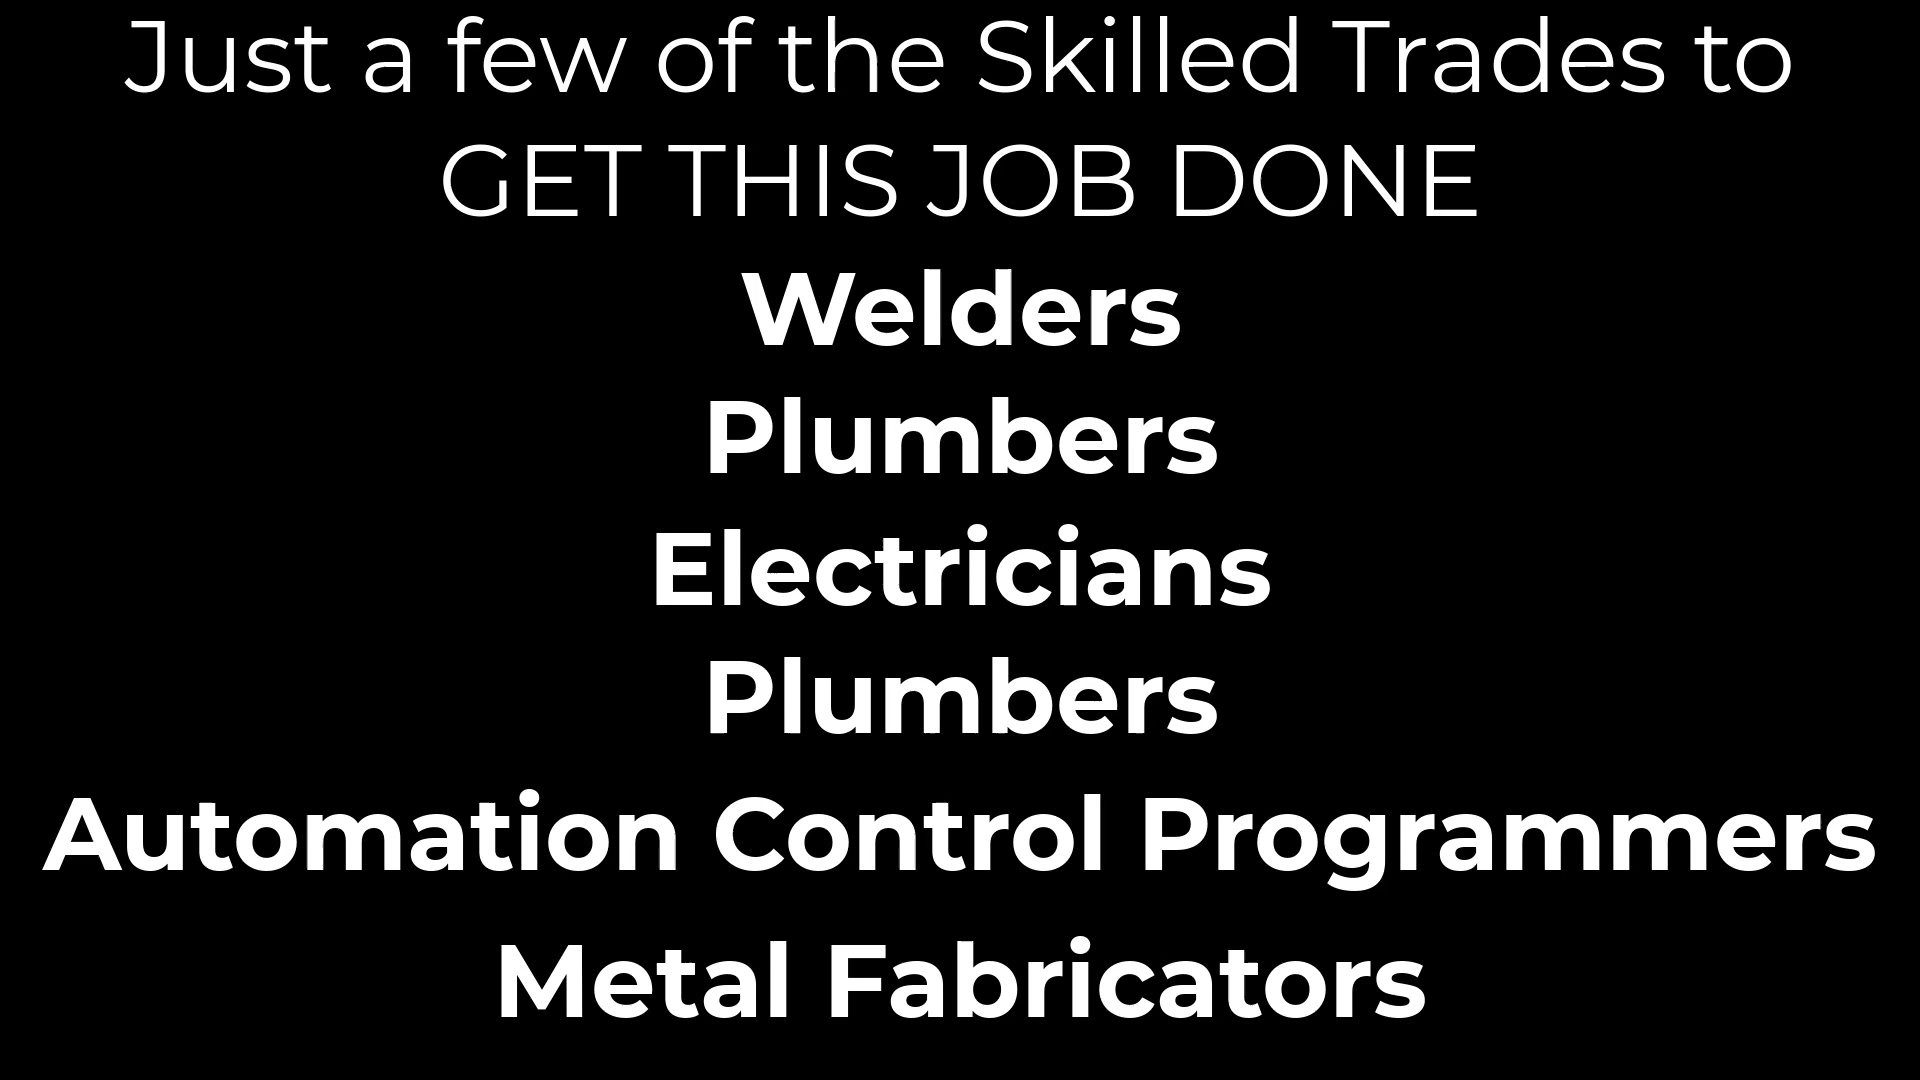 Just a few of the Skilled Trades to
GET THIS JOB DONE
Welders
Plumbers
Electricians
Plumbers
Automation Control Programmers
Metal Fabricators